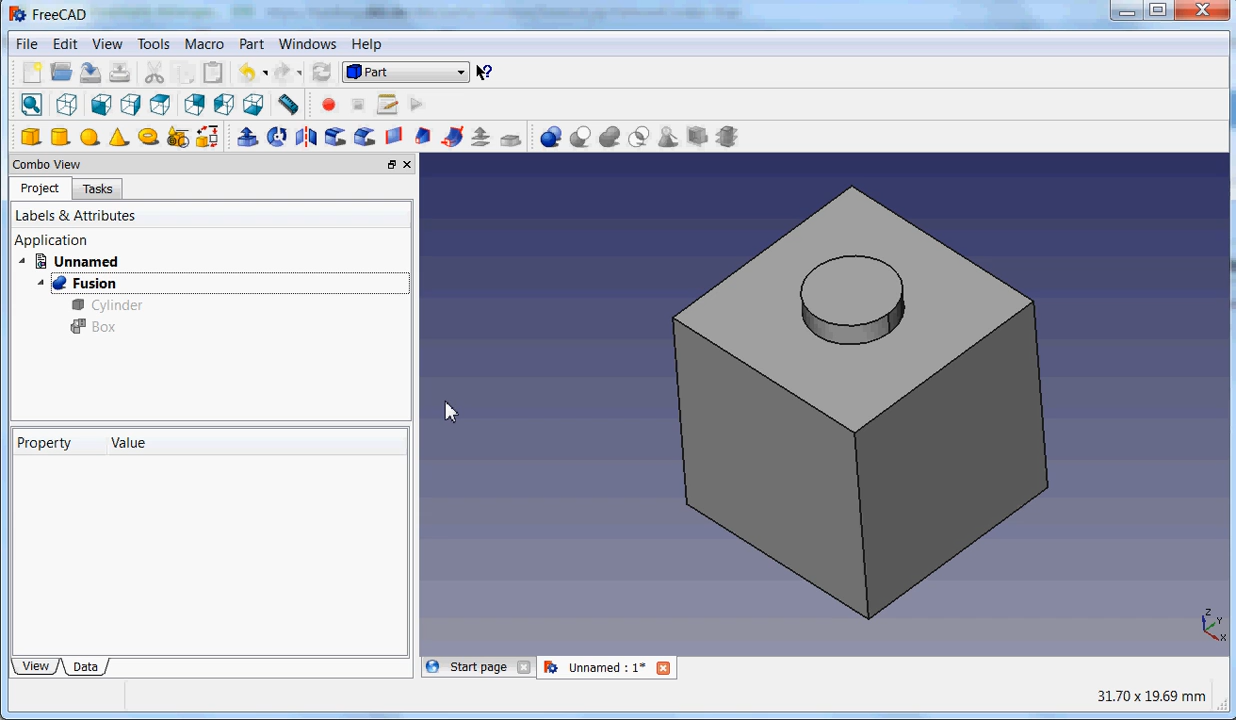 FreeCAD
File Edit View Tools Macro Part Windows Help
Part
Combo View
Project Tasks
Labels & Attributes
Application
Unnamed
Fusion
Cylinder
Box
Property Value
View Data
Start page Unnamed : 1*
Z
Y
X
31.70 x 19.69 mm